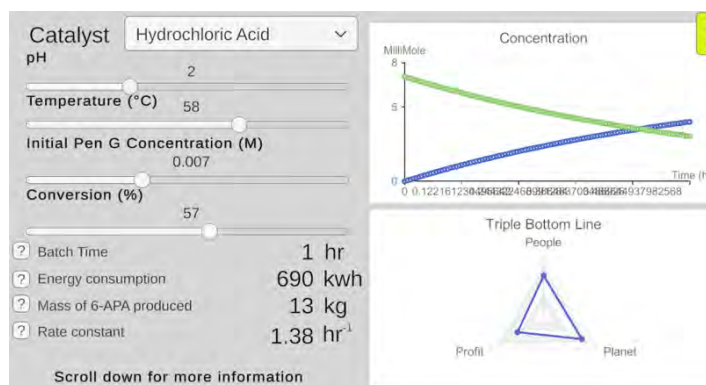 Catalyst
Hydrochloric Acid
pH
2
Temperature (°C)
58
Initial Pen G Concentration (M)
0.007
Conversion (%)
57
? Batch Time 1 hr
? Energy consumption 690 kwh
? Mass of 6-APA produced 13 kg
? Rate constant 1.38 hr⁻¹
Scroll down for more information
Concentration
MilliMole
8
5
0
Time (h
0
Triple Bottom Line
People
Profil
Planet